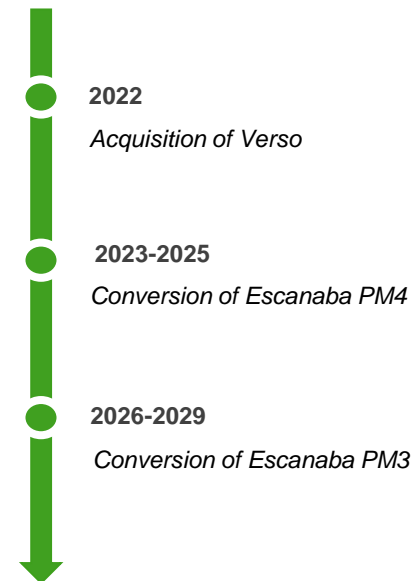 2022
Acquisition of Verso
2023-2025
Conversion of Escanaba PM4
2026-2029
Conversion of Escanaba PM3